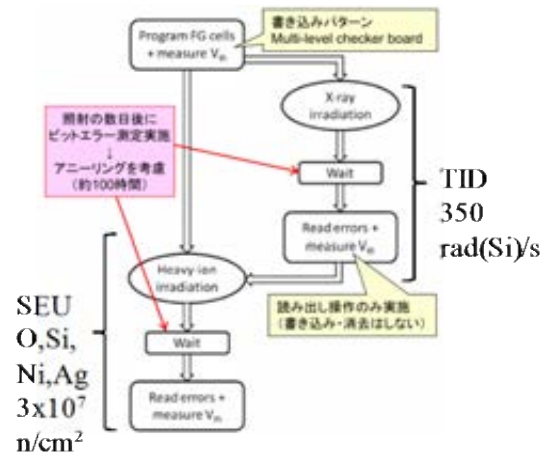 Program FG cells
+ measure Vth
書き込みパターン
Multi-level checker board
X-ray
irradiation
照射の数日後に
ビットエラー測定実施
↓
アニーリングを考慮
(約100時間)
Wait
TID
350
rad(Si)/s
Read errors +
measure Vth
Heavy ion
irradiation
読み出し操作のみ実施
(書き込み・消去はしない)
SEU
O,Si,
Ni,Ag
3x10⁷
n/cm²
Wait
Read errors +
measure Vth